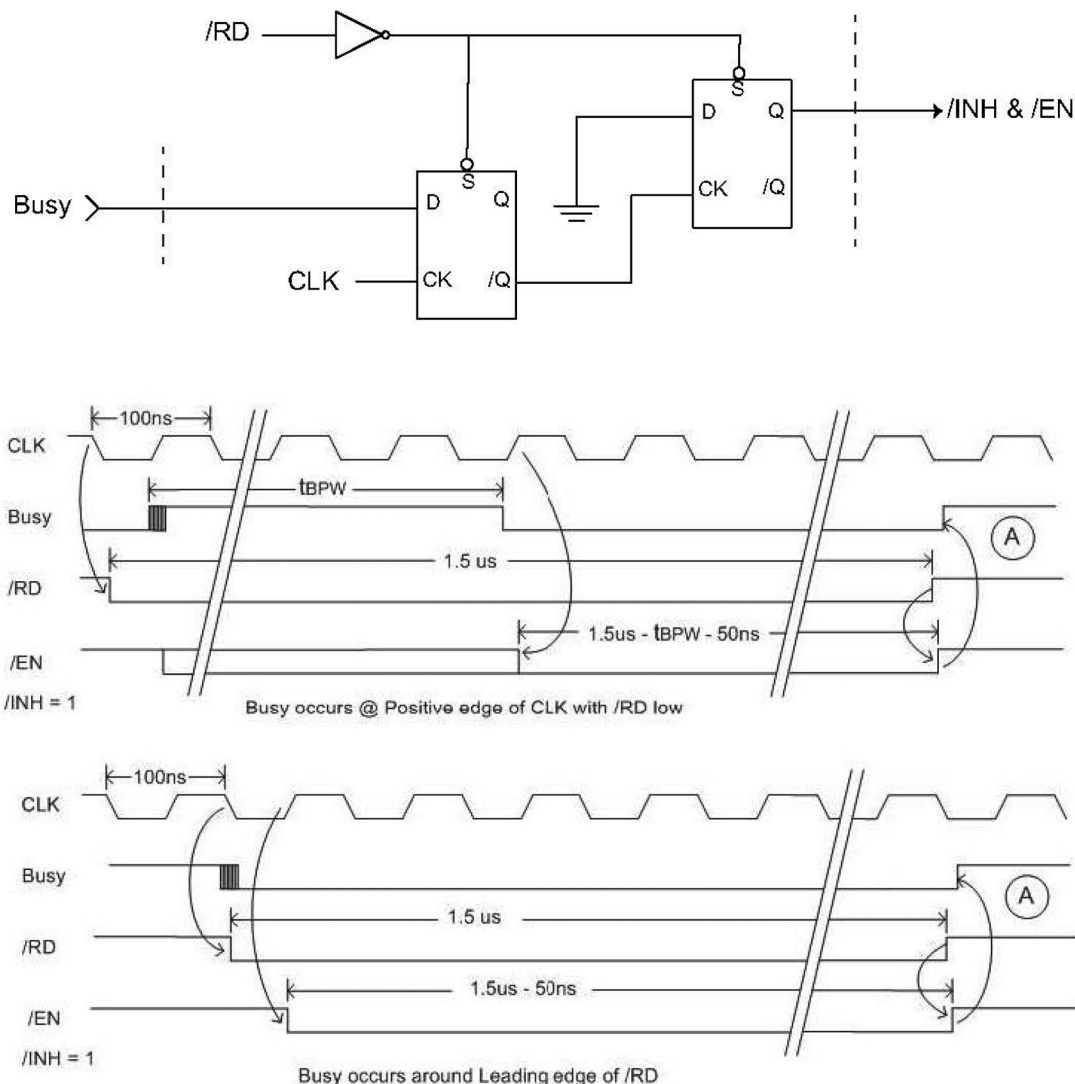 /RD
S
D Q
/INH & /EN
CK /Q
S
Busy
D Q
CLK
CK /Q
100ns
CLK
tBPW
Busy
A
1.5 us
/RD
1.5us - tBPW - 50ns
/EN
/INH = 1
Busy occurs @ Positive edge of CLK with /RD low
100ns
CLK
Busy
A
1.5 us
/RD
1.5us - 50ns
/EN
/INH = 1
Busy occurs around Leading edge of /RD